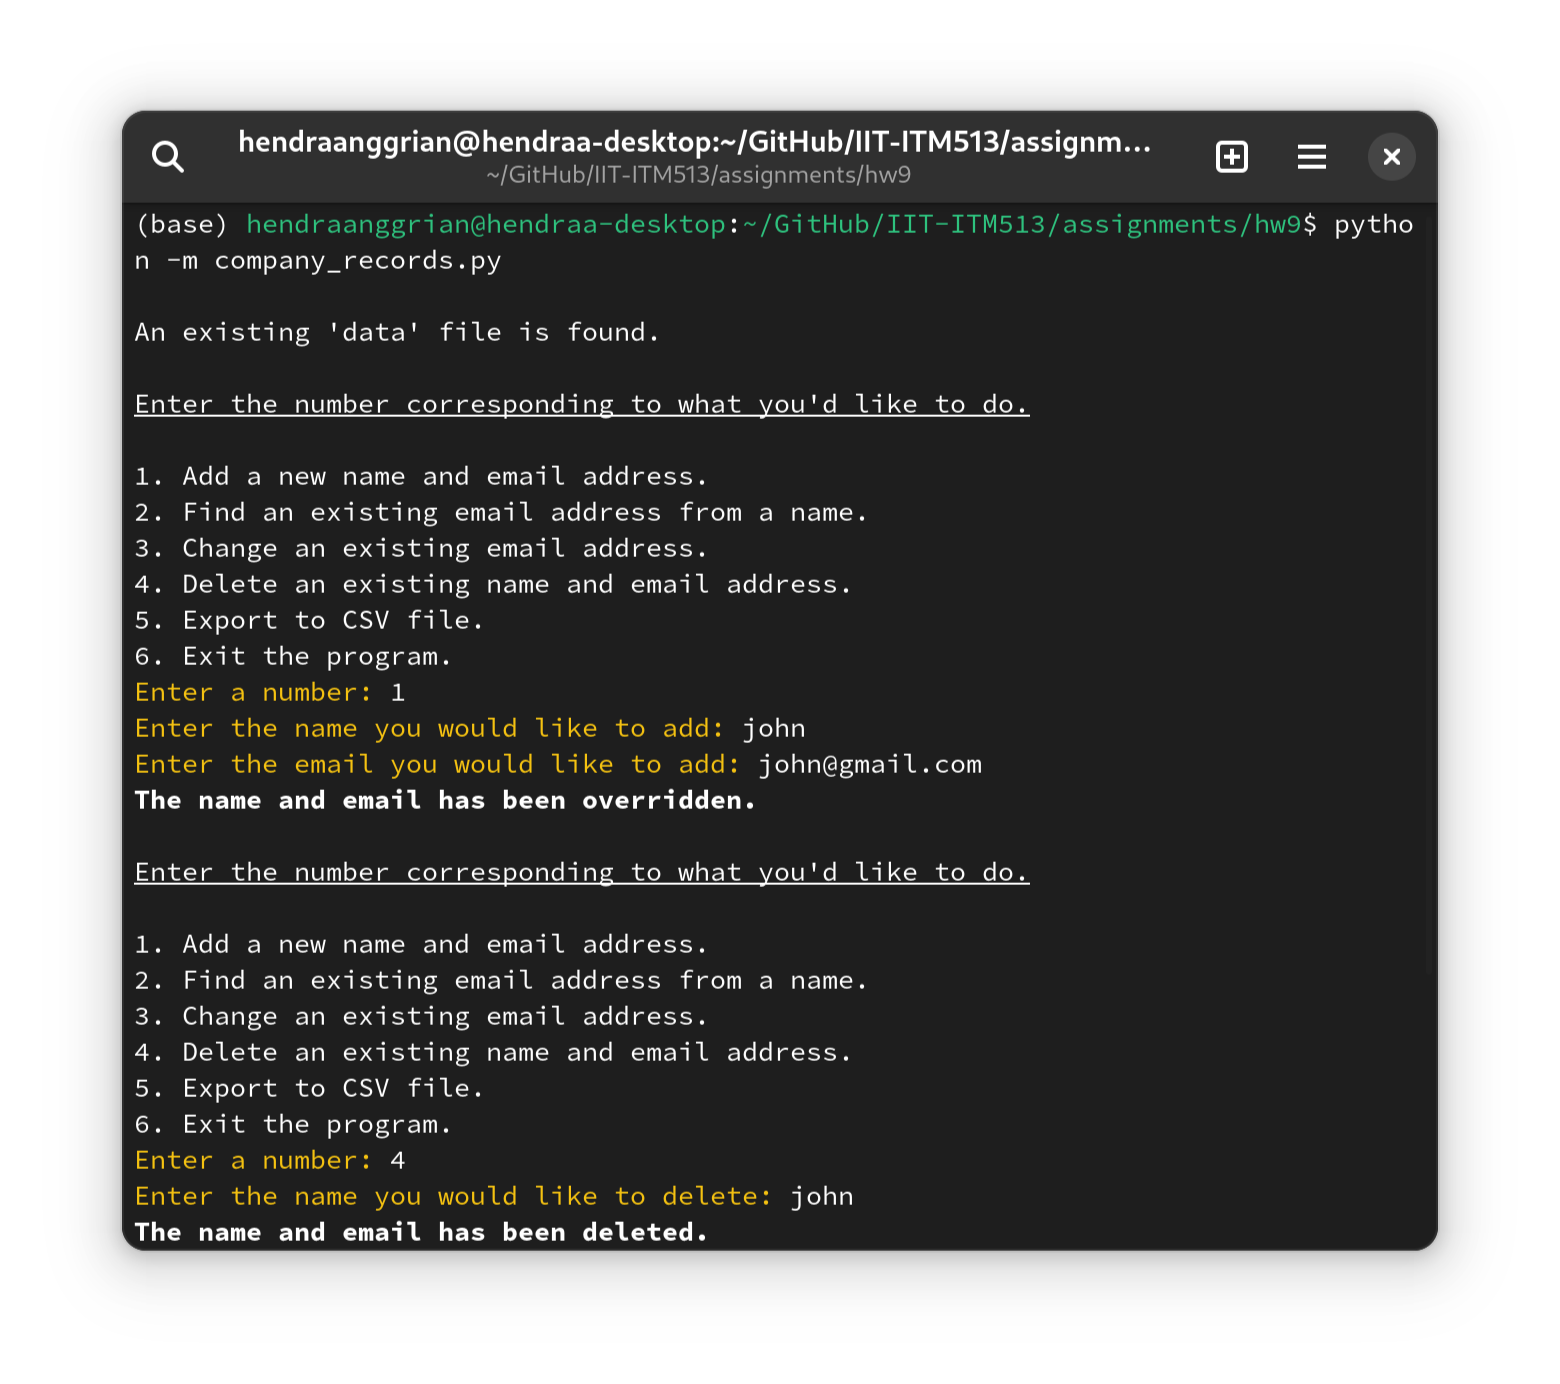 hendraanggrian@hendraa-desktop:~/GitHub/IIT-ITM513/assignm...
~/GitHub/IIT-ITM513/assignments/hw9
(base) hendraanggrian@hendraa-desktop:~/GitHub/IIT-ITM513/assignments/hw9$ pytho
n -m company_records.py
An existing 'data' file is found.
Enter the number corresponding to what you'd like to do.
1. Add a new name and email address.
2. Find an existing email address from a name.
3. Change an existing email address.
4. Delete an existing name and email address.
5. Export to CSV file.
6. Exit the program.
Enter a number: 1
Enter the name you would like to add: john
Enter the email you would like to add: john@gmail.com
The name and email has been overridden.
Enter the number corresponding to what you'd like to do.
1. Add a new name and email address.
2. Find an existing email address from a name.
3. Change an existing email address.
4. Delete an existing name and email address.
5. Export to CSV file.
6. Exit the program.
Enter a number: 4
Enter the name you would like to delete: john
The name and email has been deleted.